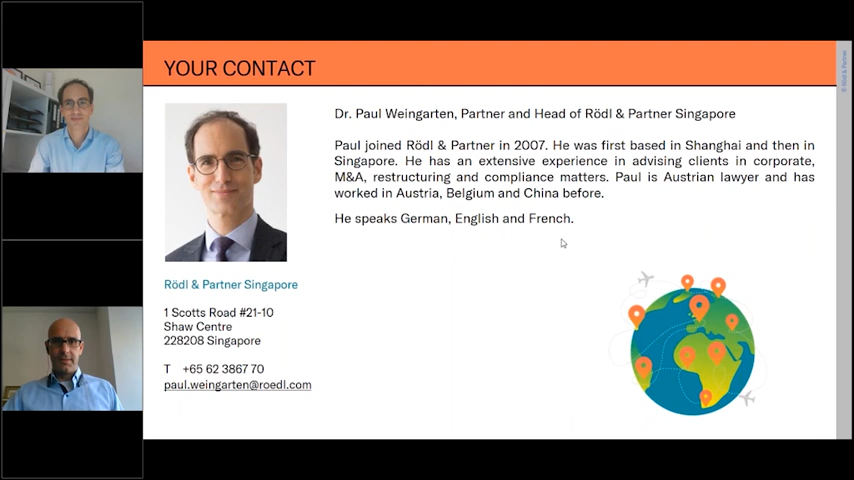 YOUR CONTACT
© Rödl & Partner
Dr. Paul Weingarten, Partner and Head of Rödl & Partner Singapore
Paul joined Rödl & Partner in 2007. He was first based in Shanghai and then in
Singapore. He has an extensive experience in advising clients in corporate,
M&A, restructuring and compliance matters. Paul is Austrian lawyer and has
worked in Austria, Belgium and China before.
He speaks German, English and French.
Rödl & Partner Singapore
1 Scotts Road #21-10
Shaw Centre
228208 Singapore
T +65 62 3867 70
paul.weingarten@roedl.com